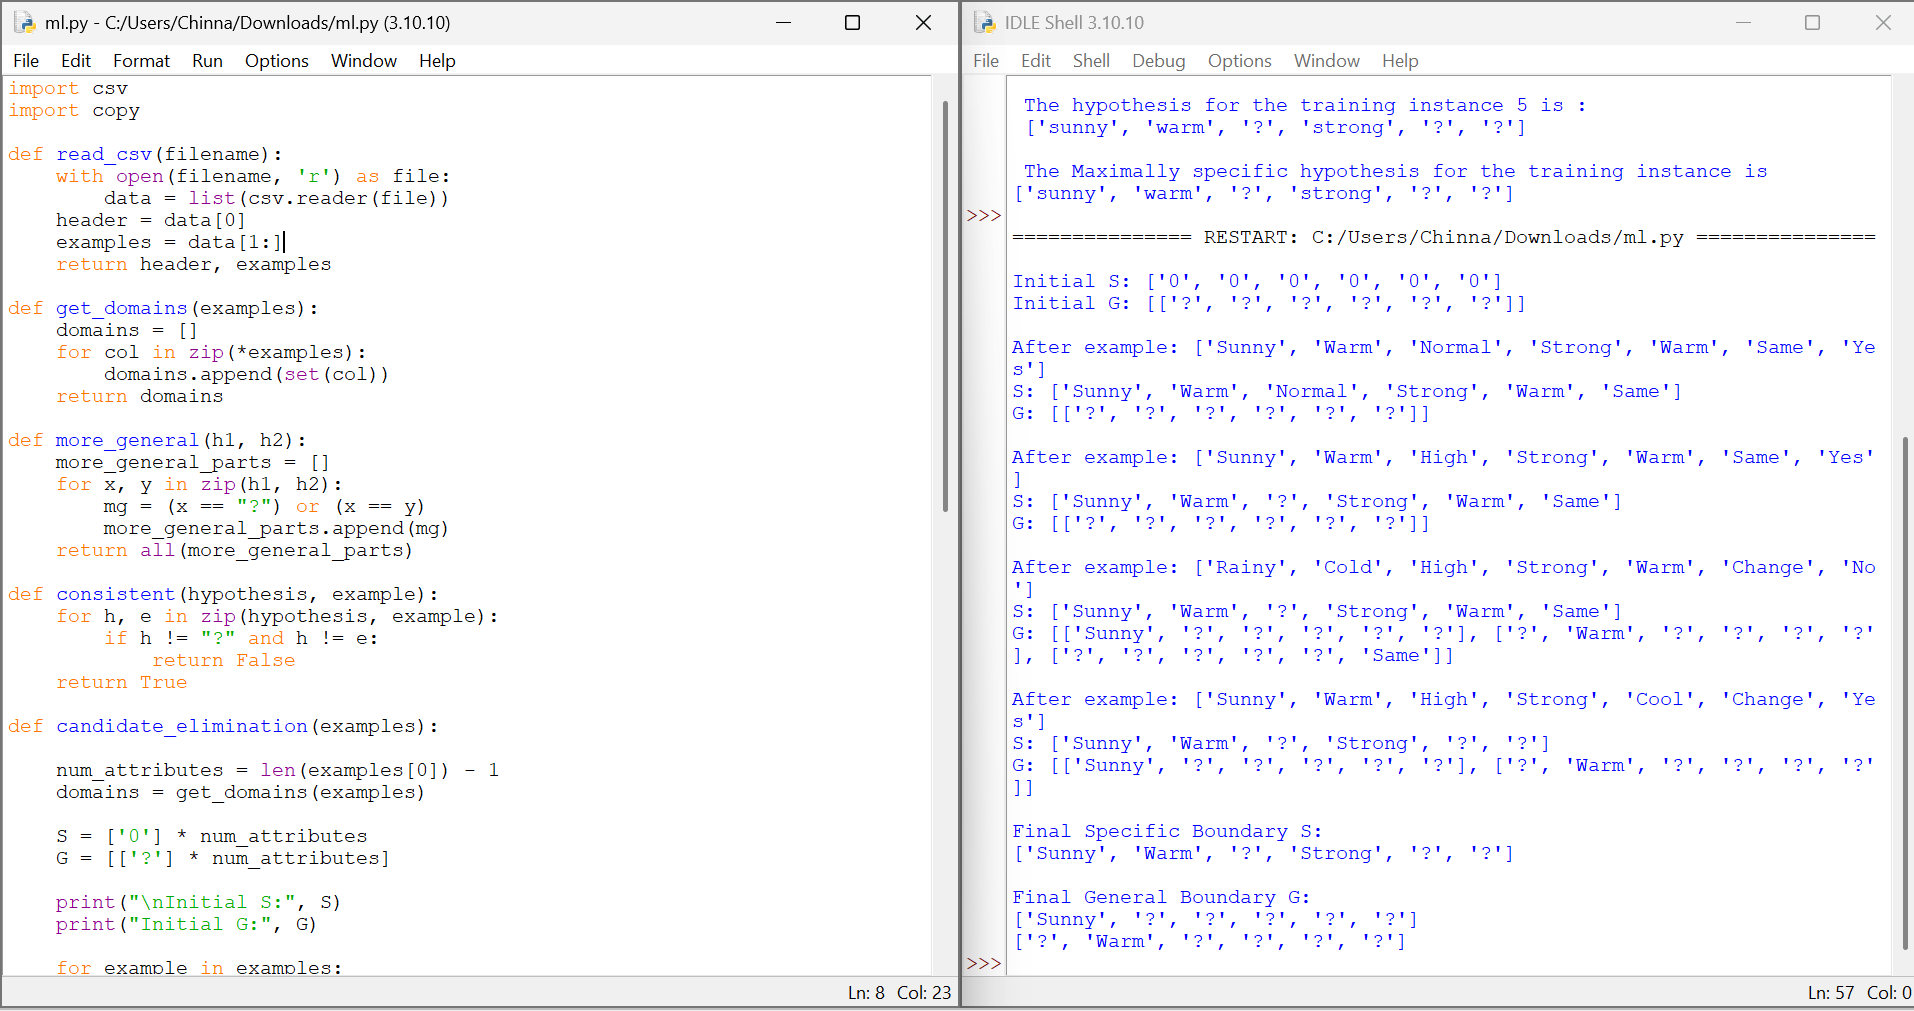 ml.py - C:/Users/Chinna/Downloads/ml.py (3.10.10)
File Edit Format Run Options Window Help
import csv
import copy
def read_csv(filename):
    with open(filename, 'r') as file:
        data = list(csv.reader(file))
    header = data[0]
    examples = data[1:]
    return header, examples
def get_domains(examples):
    domains = []
    for col in zip(*examples):
        domains.append(set(col))
    return domains
def more_general(h1, h2):
    more_general_parts = []
    for x, y in zip(h1, h2):
        mg = (x == "?") or (x == y)
        more_general_parts.append(mg)
    return all(more_general_parts)
def consistent(hypothesis, example):
    for h, e in zip(hypothesis, example):
        if h != "?" and h != e:
            return False
    return True
def candidate_elimination(examples):
    num_attributes = len(examples[0]) - 1
    domains = get_domains(examples)
    S = ['0'] * num_attributes
    G = [['?'] * num_attributes]
    print("\nInitial S:", S)
    print("Initial G:", G)
    for example in examples:
Ln: 8 Col: 23
IDLE Shell 3.10.10
File Edit Shell Debug Options Window Help
 The hypothesis for the training instance 5 is :
 ['sunny', 'warm', '?', 'strong', '?', '?']
 The Maximally specific hypothesis for the training instance is
['sunny', 'warm', '?', 'strong', '?', '?']
>>>
=============== RESTART: C:/Users/Chinna/Downloads/ml.py ===============
Initial S: ['0', '0', '0', '0', '0', '0']
Initial G: [['?', '?', '?', '?', '?', '?']]
After example: ['Sunny', 'Warm', 'Normal', 'Strong', 'Warm', 'Same', 'Ye
s']
S: ['Sunny', 'Warm', 'Normal', 'Strong', 'Warm', 'Same']
G: [['?', '?', '?', '?', '?', '?']]
After example: ['Sunny', 'Warm', 'High', 'Strong', 'Warm', 'Same', 'Yes'
]
S: ['Sunny', 'Warm', '?', 'Strong', 'Warm', 'Same']
G: [['?', '?', '?', '?', '?', '?']]
After example: ['Rainy', 'Cold', 'High', 'Strong', 'Warm', 'Change', 'No
']
S: ['Sunny', 'Warm', '?', 'Strong', 'Warm', 'Same']
G: [['Sunny', '?', '?', '?', '?', '?'], ['?', 'Warm', '?', '?', '?', '?'
], ['?', '?', '?', '?', '?', 'Same']]
After example: ['Sunny', 'Warm', 'High', 'Strong', 'Cool', 'Change', 'Ye
s']
S: ['Sunny', 'Warm', '?', 'Strong', '?', '?']
G: [['Sunny', '?', '?', '?', '?', '?'], ['?', 'Warm', '?', '?', '?', '?'
]]
Final Specific Boundary S:
['Sunny', 'Warm', '?', 'Strong', '?', '?']
Final General Boundary G:
['Sunny', '?', '?', '?', '?', '?']
['?', 'Warm', '?', '?', '?', '?']
>>>
Ln: 57 Col: 0